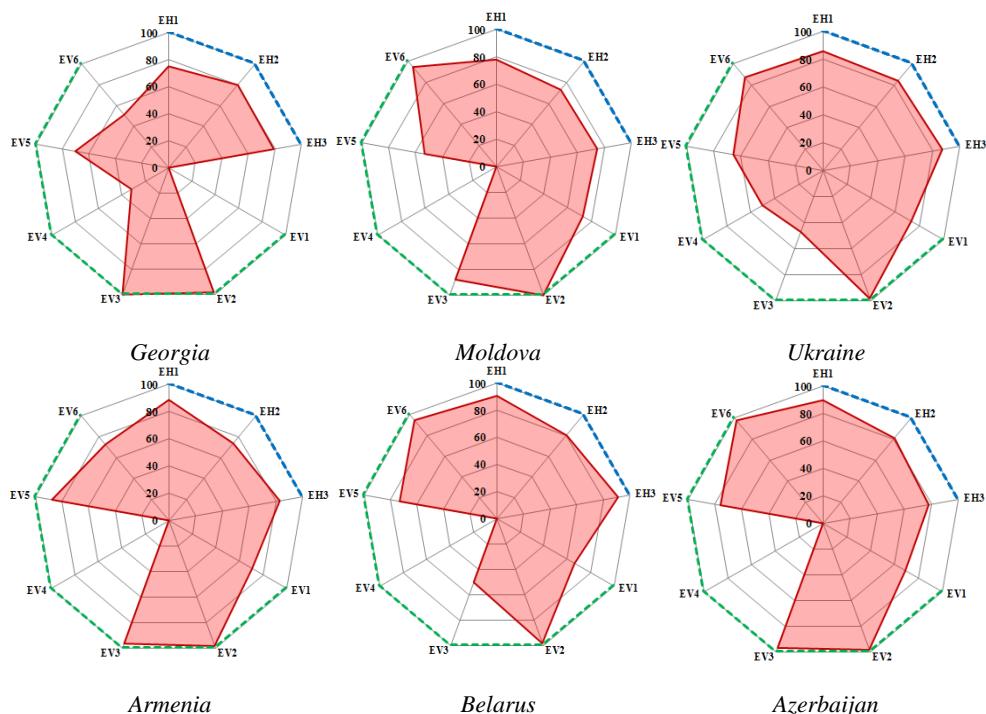 EH1
100
80
60
40
20
0
EH2
EH3
EV1
EV2
EV3
EV4
EV5
EV6
Georgia
EH1
100
80
60
40
20
0
EH2
EH3
EV1
EV2
EV3
EV4
EV5
EV6
Moldova
EH1
100
80
60
40
20
0
EH2
EH3
EV1
EV2
EV3
EV4
EV5
EV6
Ukraine
EH1
100
80
60
40
20
0
EH2
EH3
EV1
EV2
EV3
EV4
EV5
EV6
Armenia
EH1
100
80
60
40
20
0
EH2
EH3
EV1
EV2
EV3
EV4
EV5
EV6
Belarus
EH1
100
80
60
40
20
0
EH2
EH3
EV1
EV2
EV3
EV4
EV5
EV6
Azerbaijan